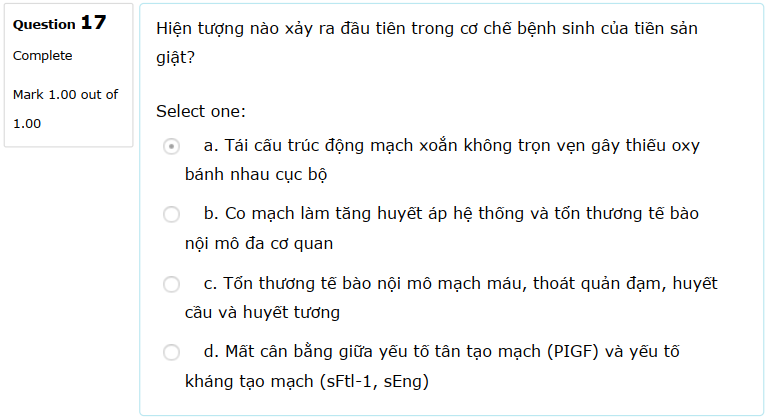 Question 17
Complete
Mark 1.00 out of
1.00
Hiện tượng nào xảy ra đầu tiên trong cơ chế bệnh sinh của tiền sản
giật?
Select one:
a. Tái cấu trúc động mạch xoắn không trọn vẹn gây thiếu oxy
bánh nhau cục bộ
b. Co mạch làm tăng huyết áp hệ thống và tổn thương tế bào
nội mô đa cơ quan
c. Tổn thương tế bào nội mô mạch máu, thoát quản đạm, huyết
cầu và huyết tương
d. Mất cân bằng giữa yếu tố tân tạo mạch (PIGF) và yếu tố
kháng tạo mạch (sFtl-1, sEng)